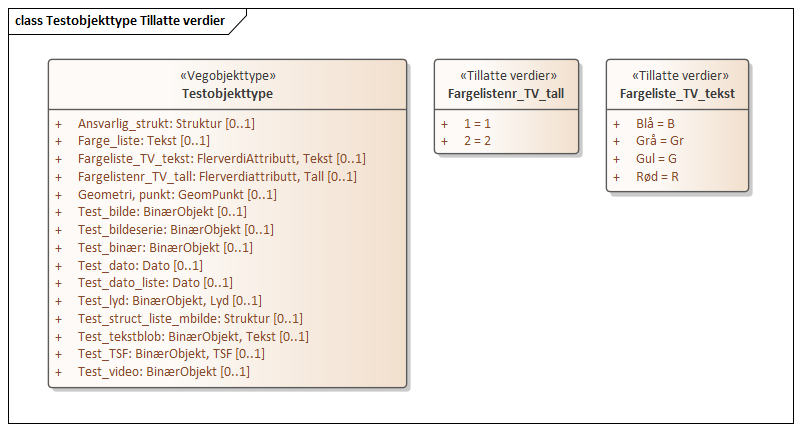 class Testobjekttype Tillatte verdier
«Vegobjekttype»
Testobjekttype
+ Ansvarlig_strukt: Struktur [0..1]
+ Farge_liste: Tekst [0..1]
+ Fargeliste_TV_tekst: FlerverdiAttributt, Tekst [0..1]
+ Fargelistenr_TV_tall: Flerverdiattributt, Tall [0..1]
+ Geometri, punkt: GeomPunkt [0..1]
+ Test_bilde: BinærObjekt [0..1]
+ Test_bildeserie: BinærObjekt [0..1]
+ Test_binær: BinærObjekt [0..1]
+ Test_dato: Dato [0..1]
+ Test_dato_liste: Dato [0..1]
+ Test_lyd: BinærObjekt, Lyd [0..1]
+ Test_struct_liste_mbilde: Struktur [0..1]
+ Test_tekstblob: BinærObjekt, Tekst [0..1]
+ Test_TSF: BinærObjekt, TSF [0..1]
+ Test_video: BinærObjekt [0..1]
«Tillatte verdier»
Fargelistenr_TV_tall
+ 1 = 1
+ 2 = 2
«Tillatte verdier»
Fargeliste_TV_tekst
+ Blå = B
+ Grå = Gr
+ Gul = G
+ Rød = R